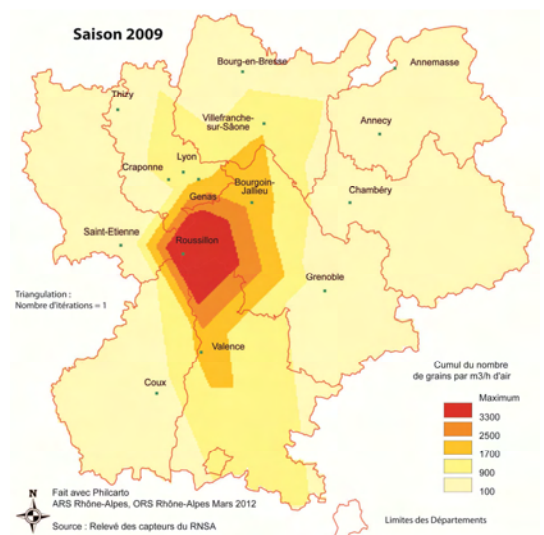 Saison 2009
Bourg-en-Bresse
Annemasse
Thizy
Villefranche-
sur-Sâone
Annecy
Lyon
Craponne
Bourgoin-
Jallieu
Chambéry
Genas
Saint-Etienne
Roussillon
Grenoble
Triangulation :
Nombre d'itérations = 1
Valence
Coux
Cumul du nombre
de grains par m3/h d'air
Maximum
3300
2500
1700
900
100
N
Fait avec Philcarto
ARS Rhône-Alpes, ORS Rhône-Alpes Mars 2012
Source : Relevé des capteurs du RNSA
Limites des Départements